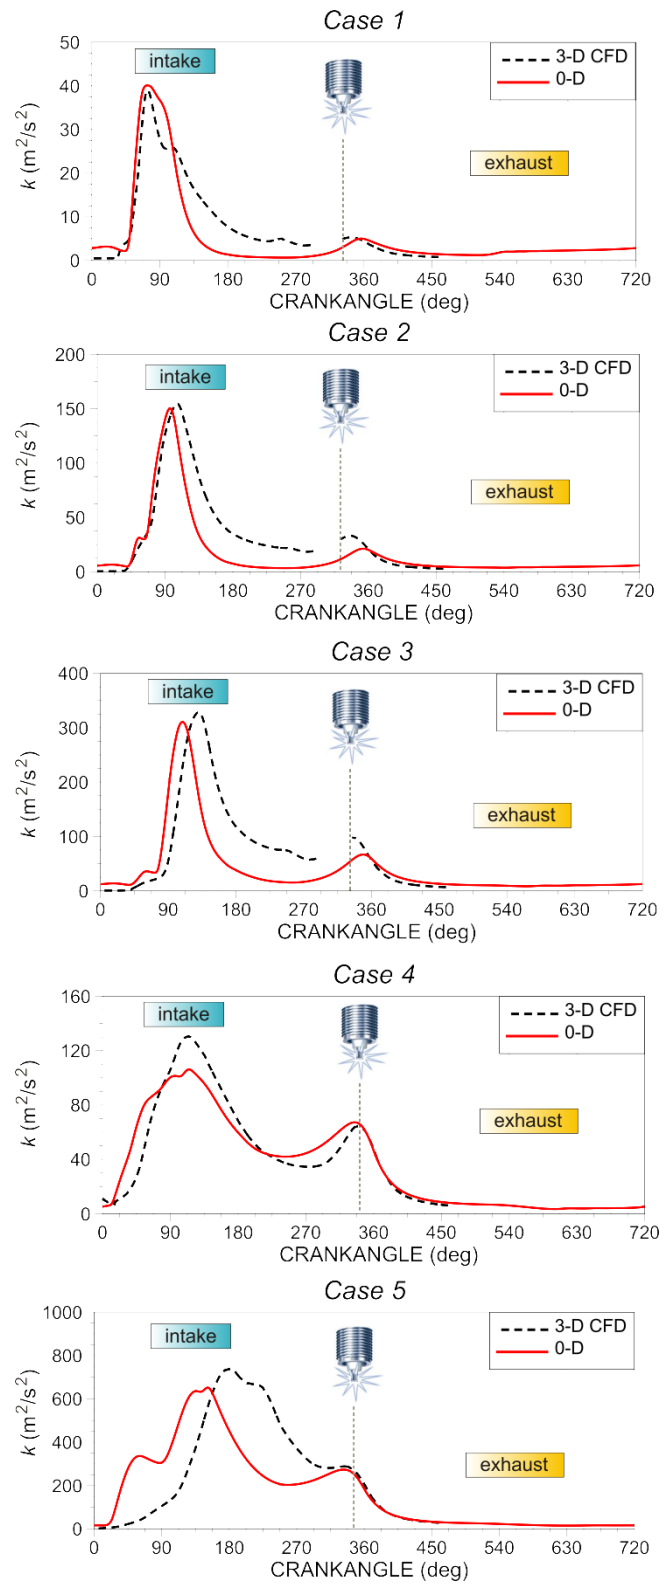 Case 1
intake
3-D CFD
0-D
exhaust
k (m²/s²)
50
40
30
20
10
0
0 90 180 270 360 450 540 630 720
CRANKANGLE (deg)
Case 2
intake
3-D CFD
0-D
exhaust
k (m²/s²)
200
150
100
50
0
0 90 180 270 360 450 540 630 720
CRANKANGLE (deg)
Case 3
intake
3-D CFD
0-D
exhaust
k (m²/s²)
400
300
200
100
0
0 90 180 270 360 450 540 630 720
CRANKANGLE (deg)
Case 4
intake
3-D CFD
0-D
exhaust
k (m²/s²)
160
120
80
40
0
0 90 180 270 360 450 540 630 720
CRANKANGLE (deg)
Case 5
intake
3-D CFD
0-D
exhaust
k (m²/s²)
1000
800
600
400
200
0
0 90 180 270 360 450 540 630 720
CRANKANGLE (deg)